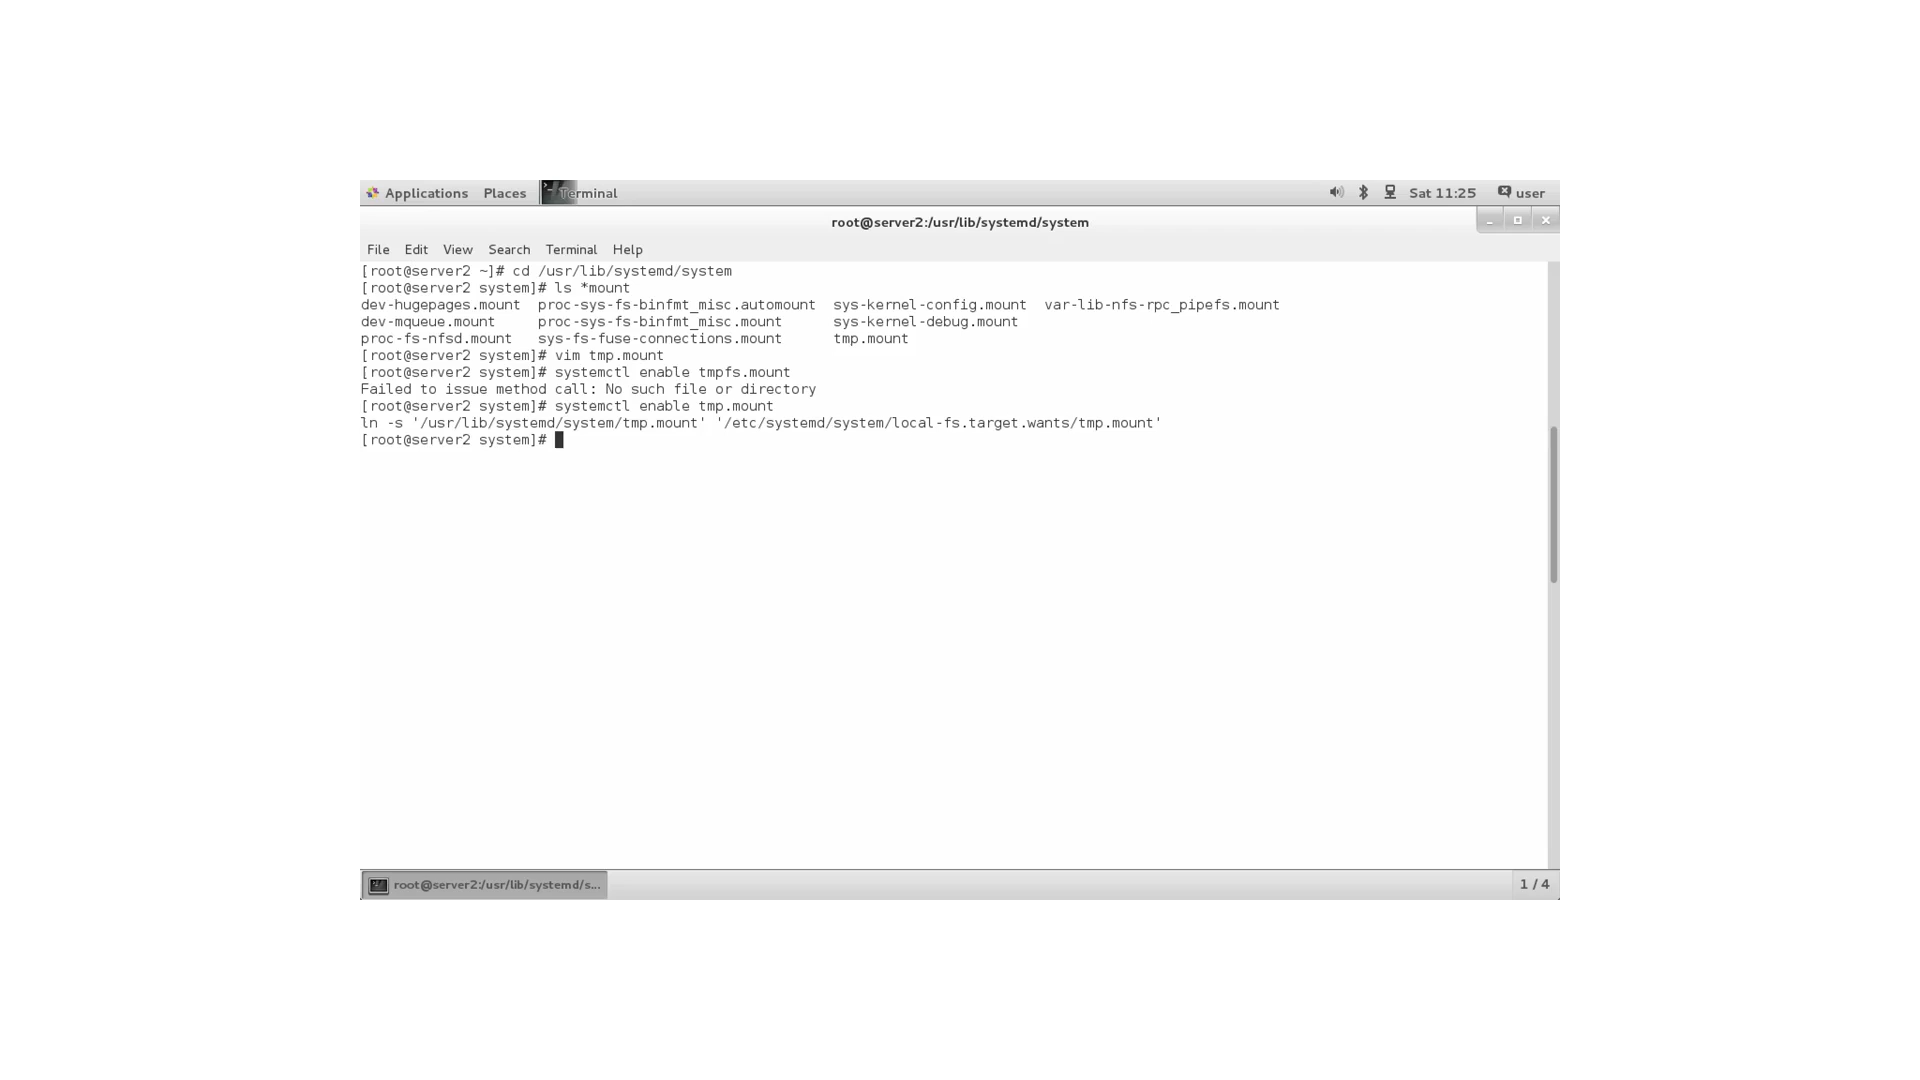 Applications Places Terminal Sat 11:25 user
root@server2:/usr/lib/systemd/system
File Edit View Search Terminal Help
[root@server2 ~]# cd /usr/lib/systemd/system
[root@server2 system]# ls *mount
dev-hugepages.mount  proc-sys-fs-binfmt_misc.automount  sys-kernel-config.mount  var-lib-nfs-rpc_pipefs.mount
dev-mqueue.mount     proc-sys-fs-binfmt_misc.mount      sys-kernel-debug.mount
proc-fs-nfsd.mount   sys-fs-fuse-connections.mount      tmp.mount
[root@server2 system]# vim tmp.mount
[root@server2 system]# systemctl enable tmpfs.mount
Failed to issue method call: No such file or directory
[root@server2 system]# systemctl enable tmp.mount
ln -s '/usr/lib/systemd/system/tmp.mount' '/etc/systemd/system/local-fs.target.wants/tmp.mount'
[root@server2 system]#
root@server2:/usr/lib/systemd/s... 1 / 4